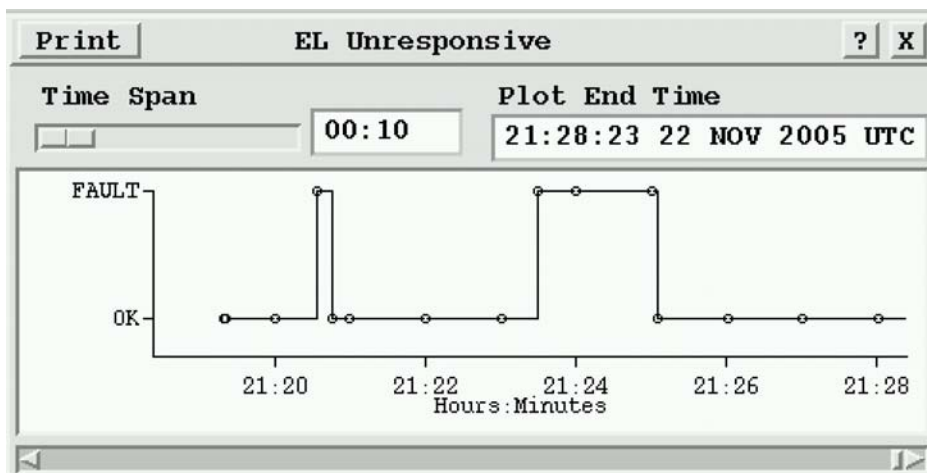 Print EL Unresponsive ? X
Time Span Plot End Time
00:10 21:28:23 22 NOV 2005 UTC
FAULT
OK
21:20 21:22 21:24 21:26 21:28
Hours:Minutes